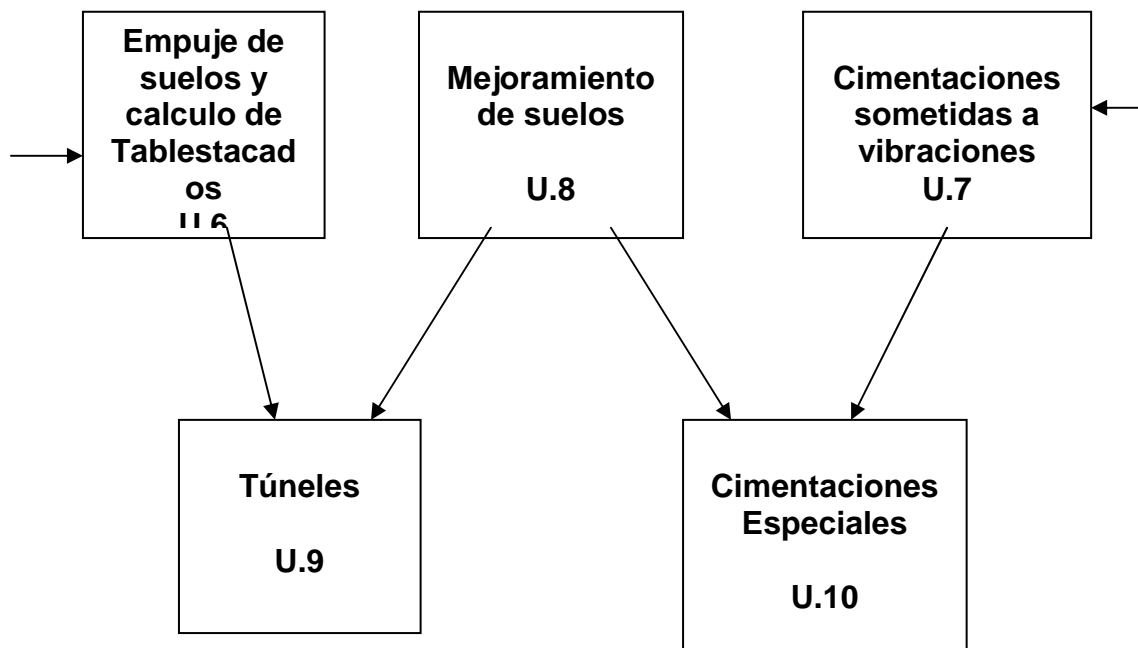 Empuje de
suelos y
calculo de
Tablestacad
os
U.6
Mejoramiento
de suelos
U.8
Cimentaciones
sometidas a
vibraciones
U.7
Túneles
U.9
Cimentaciones
Especiales
U.10